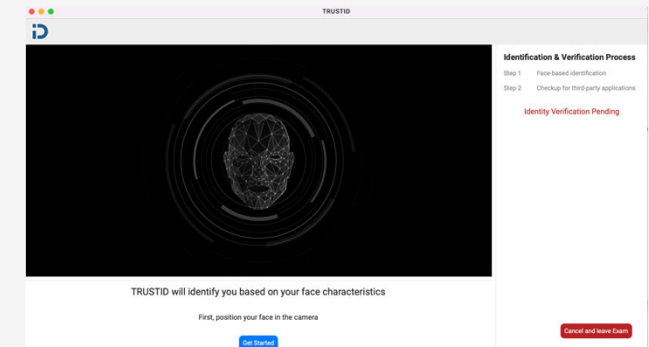 TRUSTID
iD
Identification & Verification Process
Step 1 Face-based identification
Step 2 Checkup for third-party applications
Identity Verification Pending
TRUSTID will identify you based on your face characteristics
First, position your face in the camera
Get Started
Cancel and leave Exam